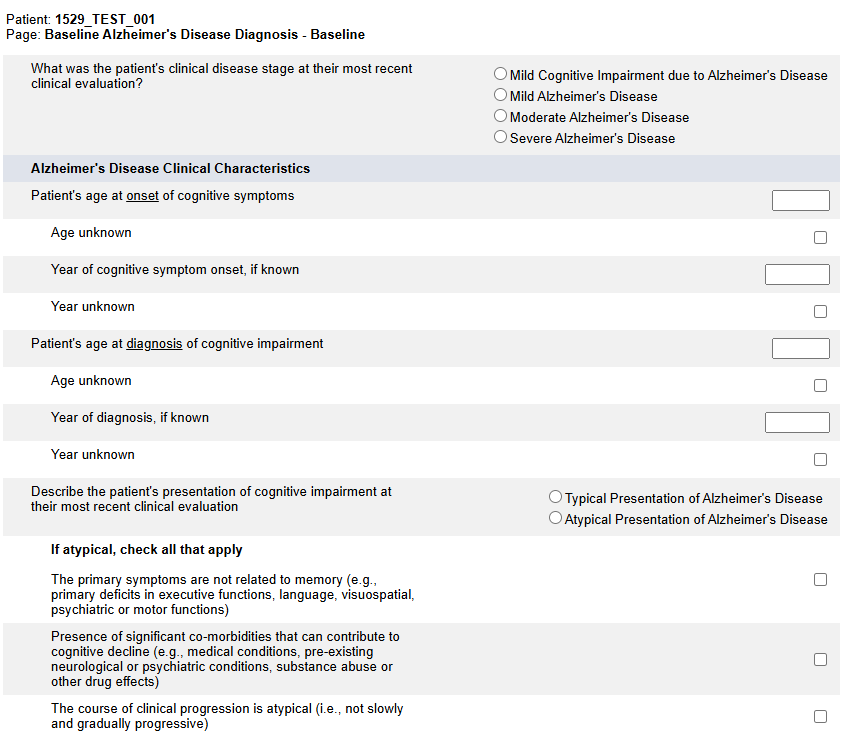 Patient: 1529_TEST_001
Page: Baseline Alzheimer's Disease Diagnosis - Baseline
What was the patient's clinical disease stage at their most recent
clinical evaluation?
Mild Cognitive Impairment due to Alzheimer's Disease
Mild Alzheimer's Disease
Moderate Alzheimer's Disease
Severe Alzheimer's Disease
Alzheimer's Disease Clinical Characteristics
Patient's age at onset of cognitive symptoms
Age unknown
Year of cognitive symptom onset, if known
Year unknown
Patient's age at diagnosis of cognitive impairment
Age unknown
Year of diagnosis, if known
Year unknown
Describe the patient's presentation of cognitive impairment at
their most recent clinical evaluation
Typical Presentation of Alzheimer's Disease
Atypical Presentation of Alzheimer's Disease
If atypical, check all that apply
The primary symptoms are not related to memory (e.g.,
primary deficits in executive functions, language, visuospatial,
psychiatric or motor functions)
Presence of significant co-morbidities that can contribute to
cognitive decline (e.g., medical conditions, pre-existing
neurological or psychiatric conditions, substance abuse or
other drug effects)
The course of clinical progression is atypical (i.e., not slowly
and gradually progressive)